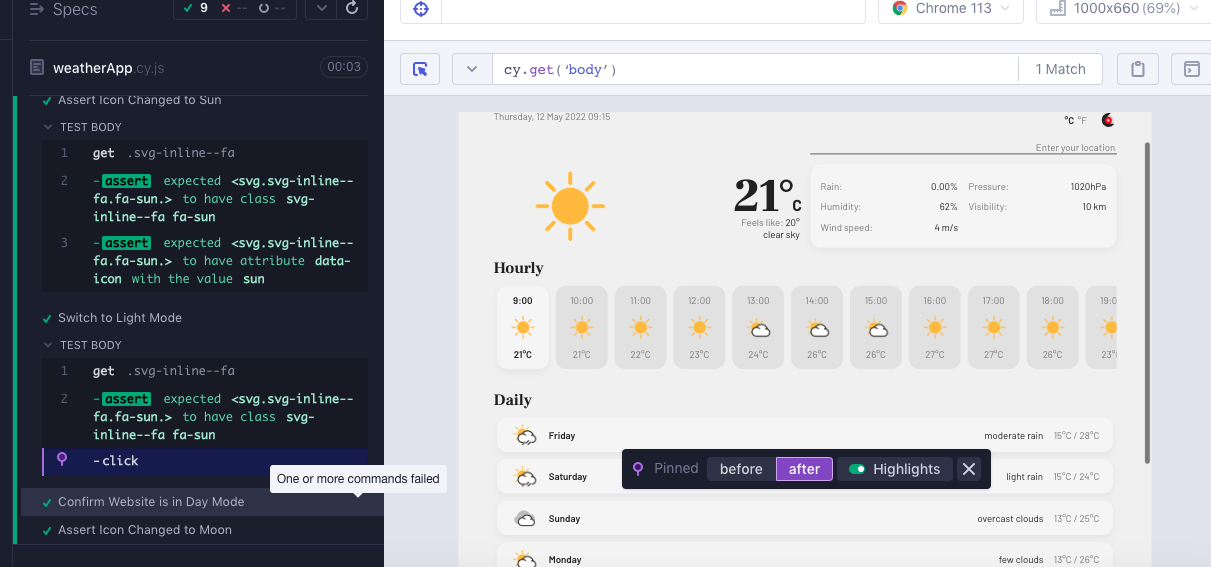 Specs
9
--
--
Chrome 113
1000x660 (69%)
weatherApp.cy.js
00:03
cy.get(‘body’)
1 Match
Assert Icon Changed to Sun
TEST BODY
1 get .svg-inline--fa
2 -assert expected <svg.svg-inline--
fa.fa-sun.> to have class svg-
inline--fa fa-sun
3 -assert expected <svg.svg-inline--
fa.fa-sun.> to have attribute data-
icon with the value sun
Switch to Light Mode
TEST BODY
1 get .svg-inline--fa
2 -assert expected <svg.svg-inline--
fa.fa-sun.> to have class svg-
inline--fa fa-sun
-click
One or more commands failed
Confirm Website is in Day Mode
Assert Icon Changed to Moon
Thursday, 12 May 2022 09:15
°C °F
Enter your location
21°C
Feels like: 20°
clear sky
Rain: 0.00% Pressure: 1020hPa
Humidity: 62% Visibility: 10 km
Wind speed: 4 m/s
Hourly
9:00 10:00 11:00 12:00 13:00 14:00 15:00 16:00 17:00 18:00 19:0
21°C 21°C 22°C 23°C 24°C 26°C 26°C 27°C 27°C 26°C 23°
Daily
Friday moderate rain 15°C / 28°C
Pinned before after Highlights
Saturday light rain 15°C / 24°C
Sunday overcast clouds 13°C / 25°C
Monday few clouds 13°C / 26°C